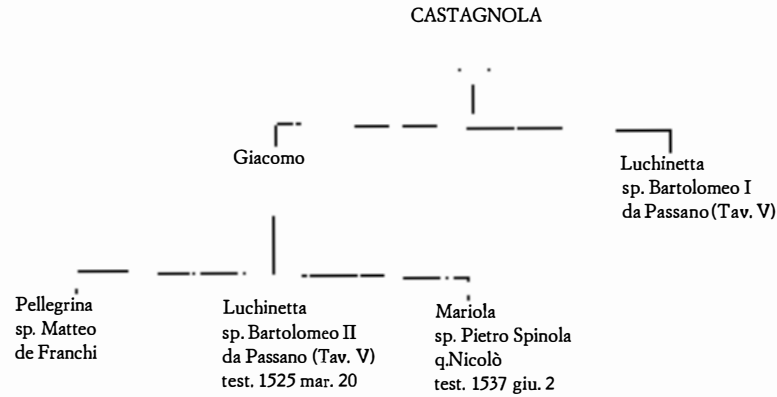 CASTAGNOLA
Giacomo
Luchinetta
sp. Bartolomeo I
da Passano (Tav. V)
Pellegrina
sp. Matteo
de Franchi
Luchinetta
sp. Bartolomeo II
da Passano (Tav. V)
test. 1525 mar. 20
Mariola
sp. Pietro Spinola
q.Nicolò
test. 1537 giu. 2